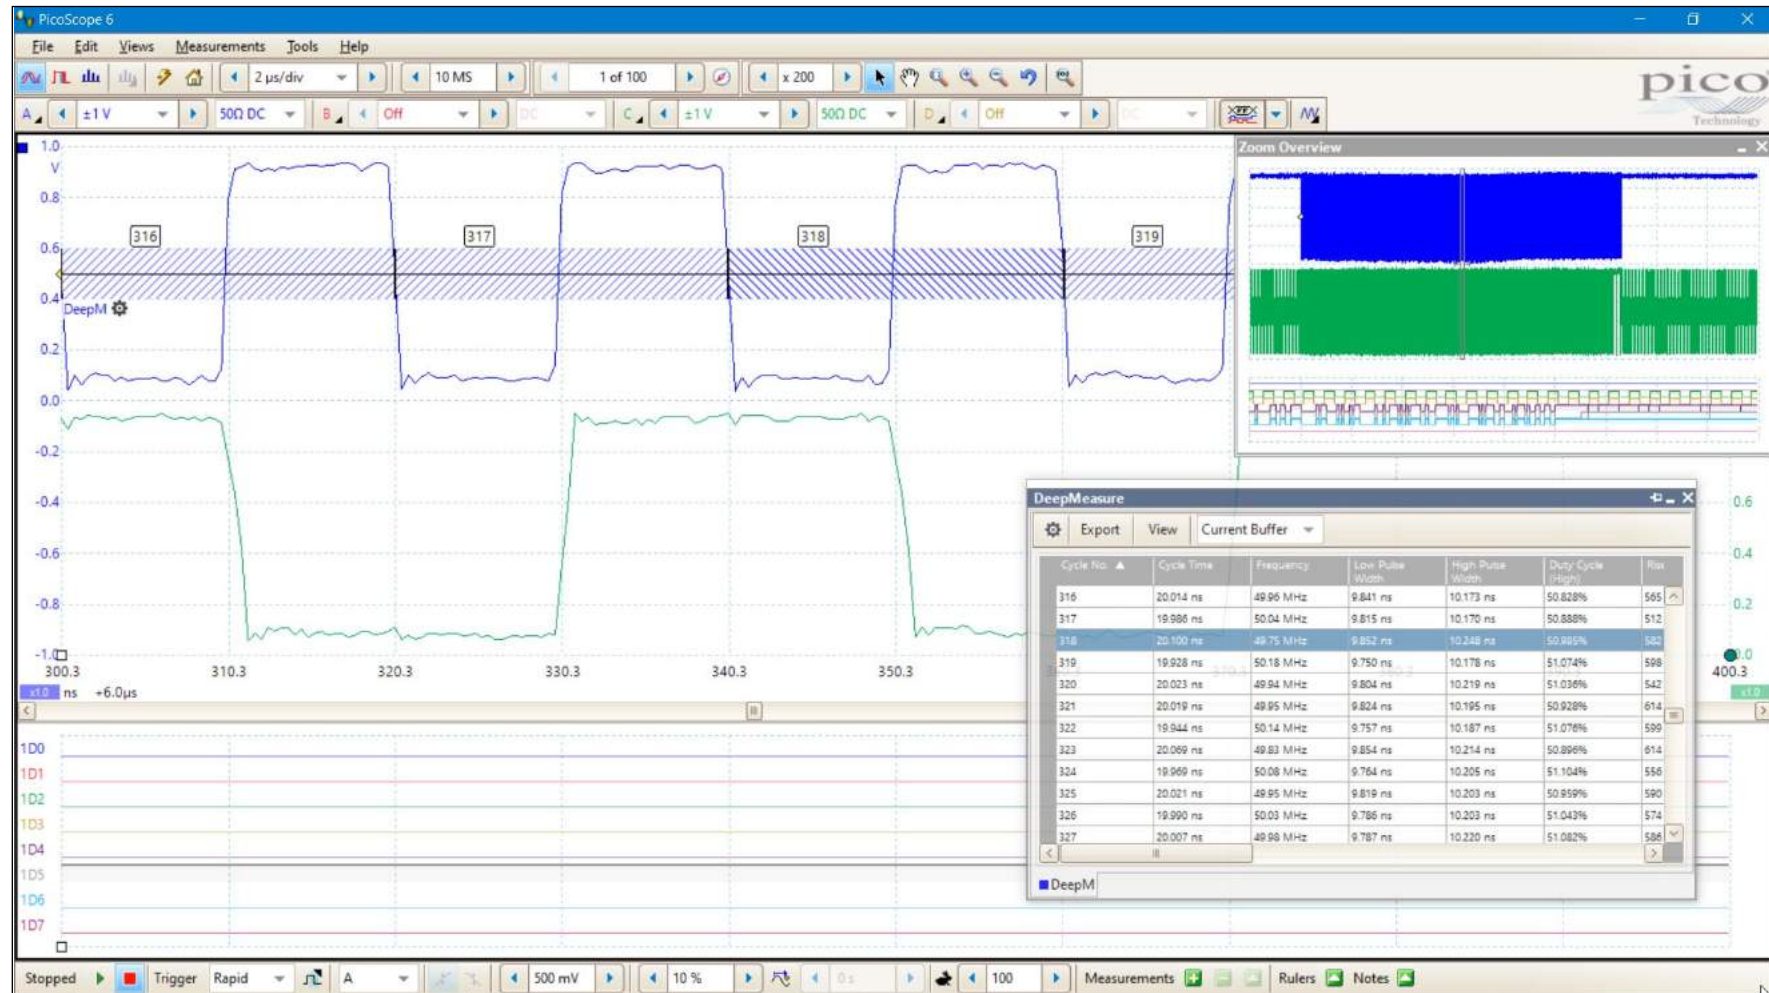 PicoScope 6
File Edit Views Measurements Tools Help
2 µs/div 10 MS 1 of 100 x 200
pico
Technology
A ±1 V 50Ω DC B Off DC C ±1 V 50Ω DC D Off DC
Zoom Overview
1.0
V
0.8
0.6
0.4
0.2
0.0
-0.2
-0.4
-0.6
-0.8
-1.0
316 317 318 319
DeepM
300.3 310.3 320.3 330.3 340.3 350.3 400.3
x1.0 ns +6.0µs
0.6
0.4
0.2
0.0
x1.0
DeepMeasure
Export View Current Buffer
Cycle No. Cycle Time Frequency Low Pulse Width High Pulse Width Duty Cycle (High)
316 20.014 ns 49.96 MHz 9.841 ns 10.173 ns 50.828% 565
317 19.986 ns 50.04 MHz 9.815 ns 10.170 ns 50.888% 512
318 20.100 ns 49.75 MHz 9.852 ns 10.248 ns 582
319 19.928 ns 50.18 MHz 9.750 ns 10.178 ns 51.074% 598
320 20.023 ns 49.94 MHz 9.804 ns 10.219 ns 51.036% 542
321 20.019 ns 49.95 MHz 9.824 ns 10.195 ns 50.928% 614
322 19.944 ns 50.14 MHz 9.757 ns 10.187 ns 51.076% 599
323 20.069 ns 49.83 MHz 9.854 ns 10.214 ns 50.896% 614
324 19.969 ns 50.08 MHz 9.764 ns 10.205 ns 51.104% 556
325 20.021 ns 49.95 MHz 9.819 ns 10.203 ns 50.959% 590
326 19.990 ns 50.03 MHz 9.786 ns 10.203 ns 51.043% 574
327 20.007 ns 49.98 MHz 9.787 ns 10.220 ns 51.082% 586
DeepM
1D0
1D1
1D2
1D3
1D4
1D5
1D6
1D7
Stopped Trigger Rapid A 500 mV 10 % 0 s 100 Measurements Rulers Notes